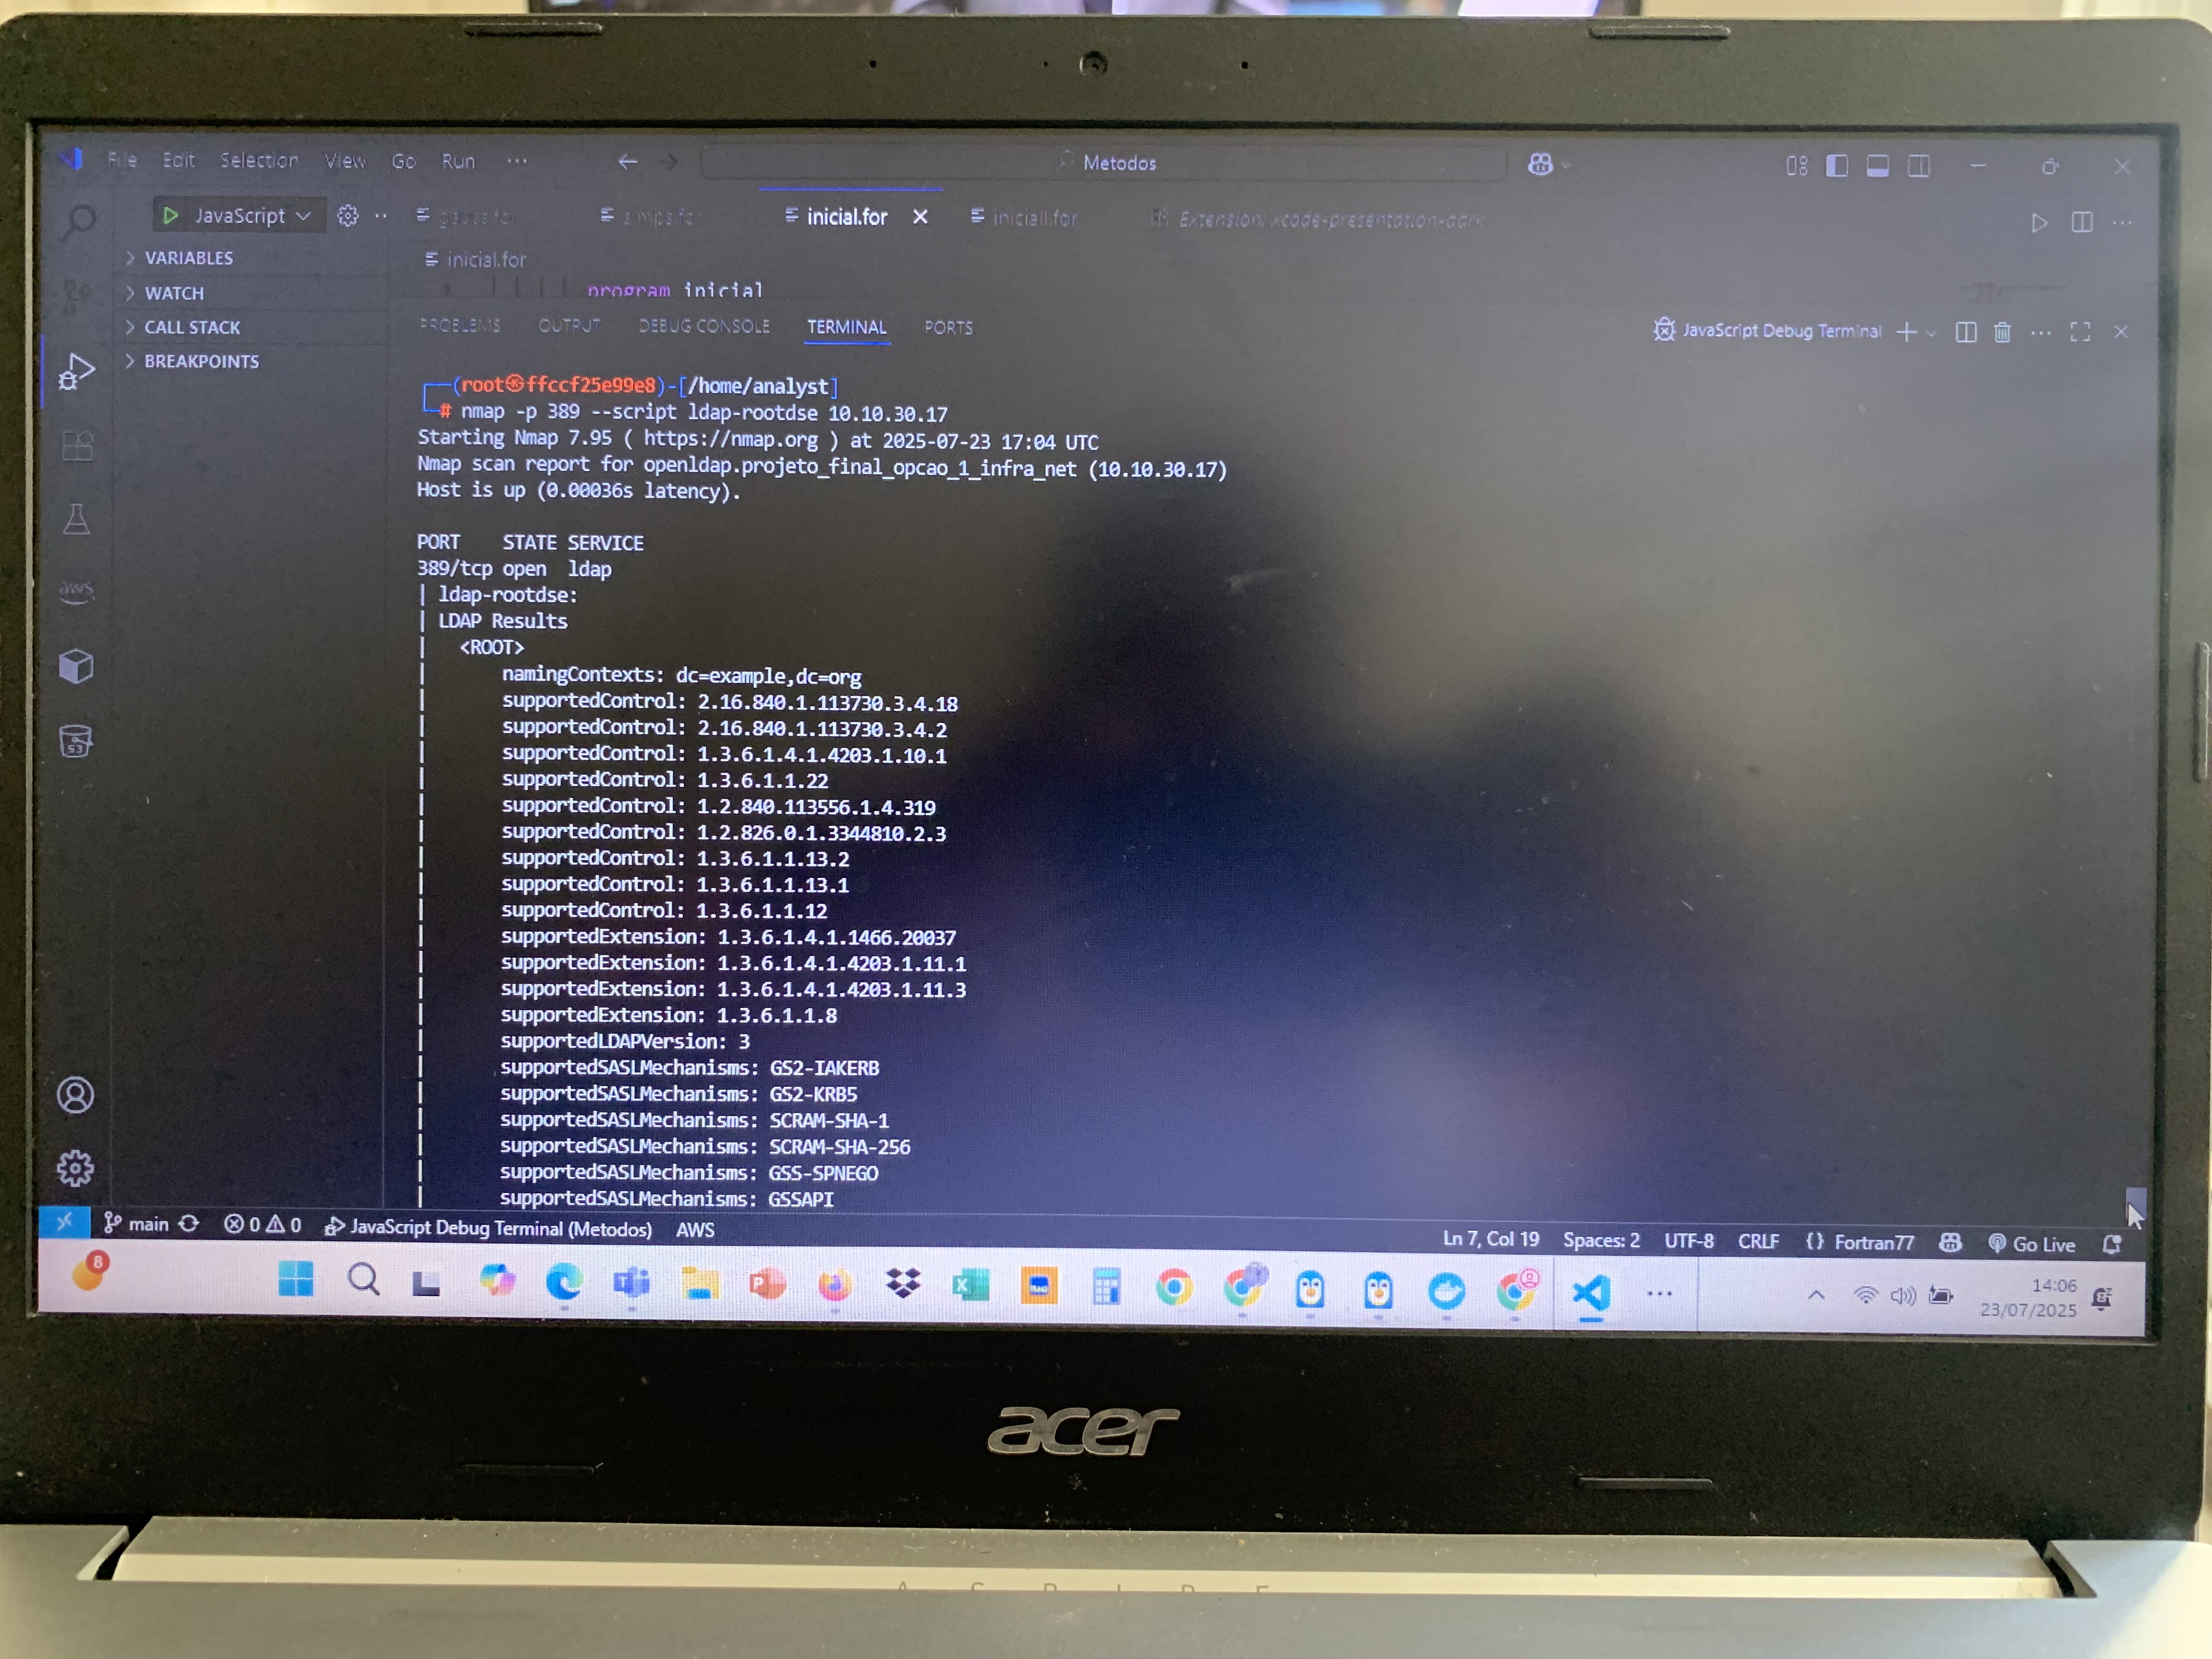 File Edit Selection View Go Run ... Metodos
JavaScript inicial.for iniciall.for Extension: xcode-presentation-dark
VARIABLES
inicial.for
WATCH
program inicial
CALL STACK
PROBLEMS OUTPUT DEBUG CONSOLE TERMINAL PORTS
JavaScript Debug Terminal
BREAKPOINTS
(root㉿ffccf25e99e8)-[/home/analyst]
# nmap -p 389 --script ldap-rootdse 10.10.30.17
Starting Nmap 7.95 ( https://nmap.org ) at 2025-07-23 17:04 UTC
Nmap scan report for openldap.projeto_final_opcao_1_infra_net (10.10.30.17)
Host is up (0.00036s latency).
PORT STATE SERVICE
389/tcp open ldap
| ldap-rootdse:
| LDAP Results
| <ROOT>
| namingContexts: dc=example,dc=org
| supportedControl: 2.16.840.1.113730.3.4.18
| supportedControl: 2.16.840.1.113730.3.4.2
| supportedControl: 1.3.6.1.4.1.4203.1.10.1
| supportedControl: 1.3.6.1.1.22
| supportedControl: 1.2.840.113556.1.4.319
| supportedControl: 1.2.826.0.1.3344810.2.3
| supportedControl: 1.3.6.1.1.13.2
| supportedControl: 1.3.6.1.1.13.1
| supportedControl: 1.3.6.1.1.12
| supportedExtension: 1.3.6.1.4.1.1466.20037
| supportedExtension: 1.3.6.1.4.1.4203.1.11.1
| supportedExtension: 1.3.6.1.4.1.4203.1.11.3
| supportedExtension: 1.3.6.1.1.8
| supportedLDAPVersion: 3
| supportedSASLMechanisms: GS2-IAKERB
| supportedSASLMechanisms: GS2-KRB5
| supportedSASLMechanisms: SCRAM-SHA-1
| supportedSASLMechanisms: SCRAM-SHA-256
| supportedSASLMechanisms: GSS-SPNEGO
| supportedSASLMechanisms: GSSAPI
aws
S3
main 0 0 JavaScript Debug Terminal (Metodos) AWS Ln 7, Col 19 Spaces: 2 UTF-8 CRLF {} Fortran77 Go Live
8
14:06
23/07/2025
acer